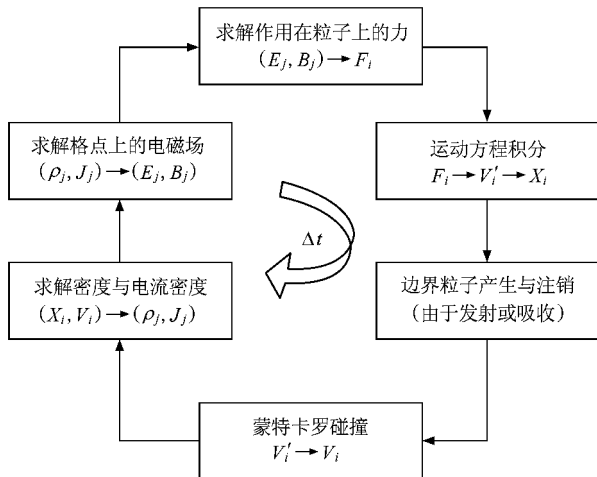 求解作用在粒子上的力
(E_j, B_j)→F_i
求解格点上的电磁场
(ρ_j, J_j)→(E_j, B_j)
运动方程积分
F_i→V_i′→X_i
Δt
求解密度与电流密度
(X_i, V_i)→(ρ_j, J_j)
边界粒子产生与注销
(由于发射或吸收)
蒙特卡罗碰撞
V_i′→V_i